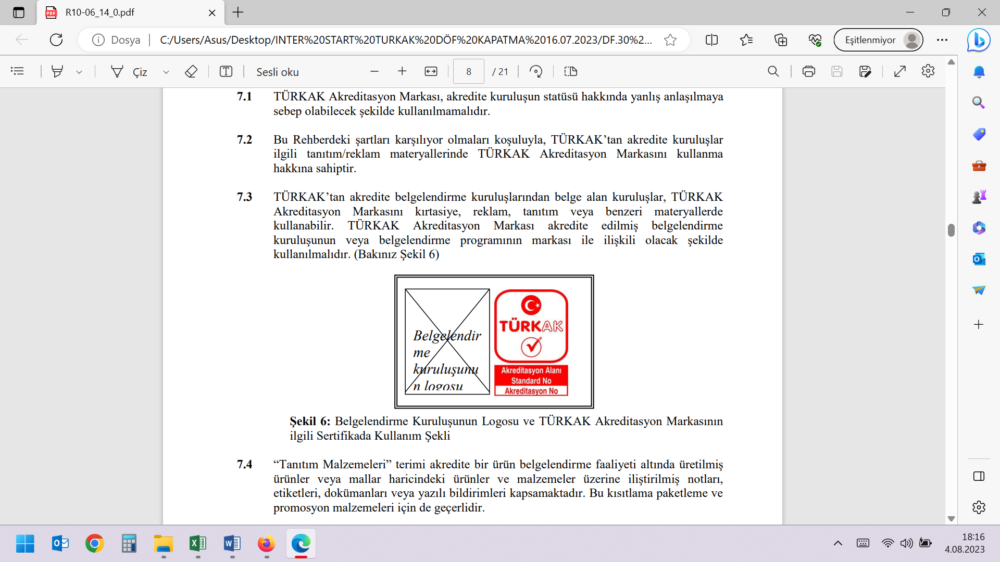 R10-06_14_0.pdf
Dosya
C:/Users/Asus/Desktop/INTER%20START%20TURKAK%20DÖF%20KAPATMA%2016.07.2023/DF.30%2...
Eşitlenmiyor
Çiz
Sesli oku
8 / 21
7.1 TÜRKAK Akreditasyon Markası, akredite kuruluşun statüsü hakkında yanlış anlaşılmaya
sebep olabilecek şekilde kullanılmamalıdır.
7.2 Bu Rehberdeki şartları karşılıyor olmaları koşuluyla, TÜRKAK’tan akredite kuruluşlar
ilgili tanıtım/reklam materyallerinde TÜRKAK Akreditasyon Markasını kullanma
hakkına sahiptir.
7.3 TÜRKAK’tan akredite belgelendirme kuruluşlarından belge alan kuruluşlar, TÜRKAK
Akreditasyon Markasını kırtasiye, reklam, tanıtım veya benzeri materyallerde
kullanabilir. TÜRKAK Akreditasyon Markası akredite edilmiş belgelendirme
kuruluşunun veya belgelendirme programının markası ile ilişkili olacak şekilde
kullanılmalıdır. (Bakınız Şekil 6)
Belgelendir
me
kuruluşunu
n logosu
TÜRKAK
Akreditasyon Alanı
Standard No
Akreditasyon No
Şekil 6: Belgelendirme Kuruluşunun Logosu ve TÜRKAK Akreditasyon Markasının
ilgili Sertifikada Kullanım Şekli
7.4 “Tanıtım Malzemeleri” terimi akredite bir ürün belgelendirme faaliyeti altında üretilmiş
ürünler veya mallar haricindeki ürünler ve malzemeler üzerine iliştirilmiş notları,
etiketleri, dokümanları veya yazılı bildirimleri kapsamaktadır. Bu kısıtlama paketleme ve
promosyon malzemeleri için de geçerlidir.
18:16
4.08.2023